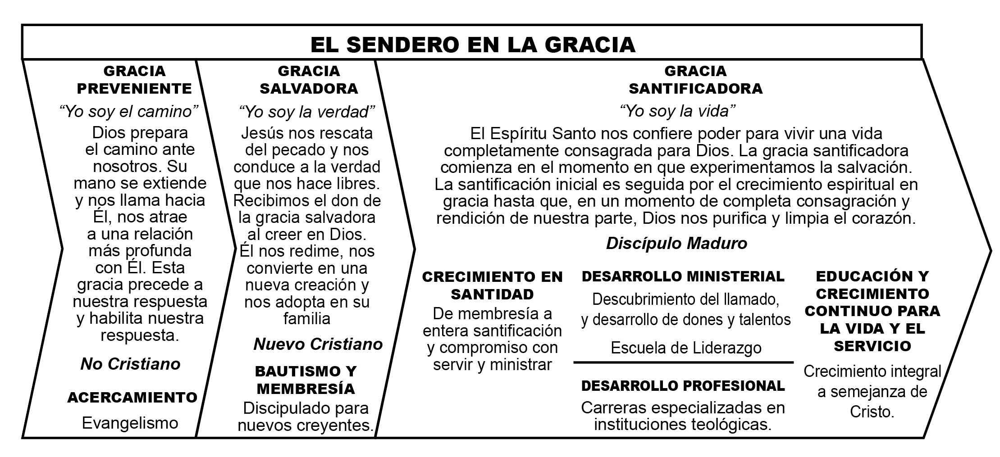 EL SENDERO EN LA GRACIA
GRACIA
PREVENIENTE
“Yo soy el camino”
Dios prepara
el camino ante
nosotros. Su
mano se extiende
y nos llama hacia
Él, nos atrae
a una relación
más profunda
con Él. Esta
gracia precede a
nuestra respuesta
y habilita nuestra
respuesta.
No Cristiano
ACERCAMIENTO
Evangelismo
GRACIA
SALVADORA
“Yo soy la verdad”
Jesús nos rescata
del pecado y nos
conduce a la verdad
que nos hace libres.
Recibimos el don de
la gracia salvadora
al creer en Dios.
Él nos redime, nos
convierte en una
nueva creación y
nos adopta en su
familia
Nuevo Cristiano
BAUTISMO Y
MEMBRESÍA
Discipulado para
nuevos creyentes.
GRACIA
SANTIFICADORA
“Yo soy la vida”
El Espíritu Santo nos confiere poder para vivir una vida
completamente consagrada para Dios. La gracia santificadora
comienza en el momento en que experimentamos la salvación.
La santificación inicial es seguida por el crecimiento espiritual en
gracia hasta que, en un momento de completa consagración y
rendición de nuestra parte, Dios nos purifica y limpia el corazón.
Discípulo Maduro
CRECIMIENTO EN
SANTIDAD
De membresía a
entera santificación
y compromiso con
servir y ministrar
DESARROLLO MINISTERIAL
Descubrimiento del llamado,
y desarrollo de dones y talentos
Escuela de Liderazgo
DESARROLLO PROFESIONAL
Carreras especializadas en
instituciones teológicas.
EDUCACIÓN Y
CRECIMIENTO
CONTINUO PARA
LA VIDA Y EL
SERVICIO
Crecimiento integral
a semejanza de
Cristo.